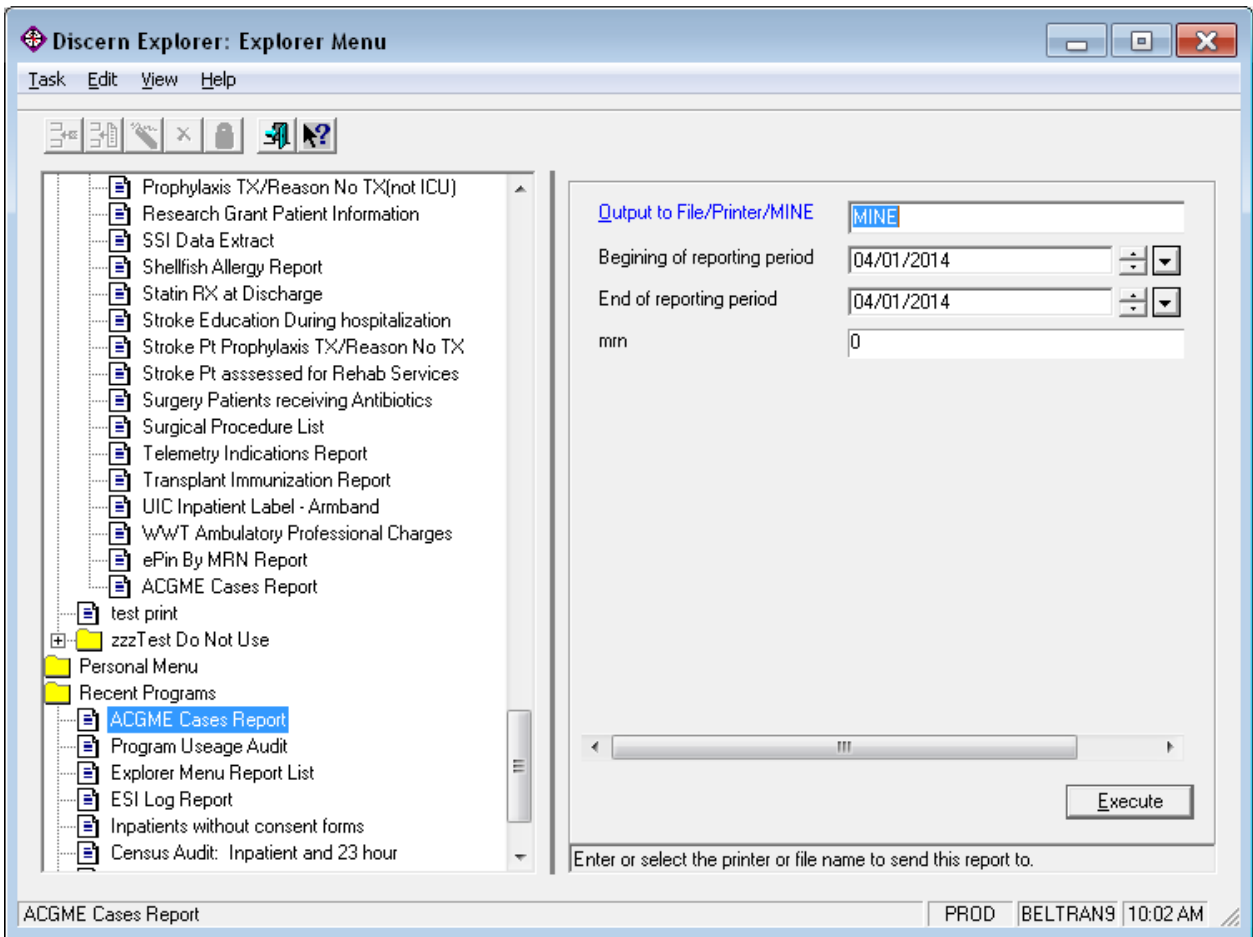 Discern Explorer: Explorer Menu
Task Edit View Help
Prophylaxis TX/Reason No TX(not ICU)
Research Grant Patient Information
SSI Data Extract
Shellfish Allergy Report
Statin RX at Discharge
Stroke Education During hospitalization
Stroke Pt Prophylaxis TX/Reason No TX
Stroke Pt asssessed for Rehab Services
Surgery Patients receiving Antibiotics
Surgical Procedure List
Telemetry Indications Report
Transplant Immunization Report
UIC Inpatient Label - Armband
WWT Ambulatory Professional Charges
ePin By MRN Report
ACGME Cases Report
test print
zzzTest Do Not Use
Personal Menu
Recent Programs
ACGME Cases Report
Program Useage Audit
Explorer Menu Report List
ESI Log Report
Inpatients without consent forms
Census Audit: Inpatient and 23 hour
Output to File/Printer/MINE MINE
Begining of reporting period 04/01/2014
End of reporting period 04/01/2014
mrn 0
Execute
Enter or select the printer or file name to send this report to.
ACGME Cases Report PROD BELTRAN9 10:02 AM